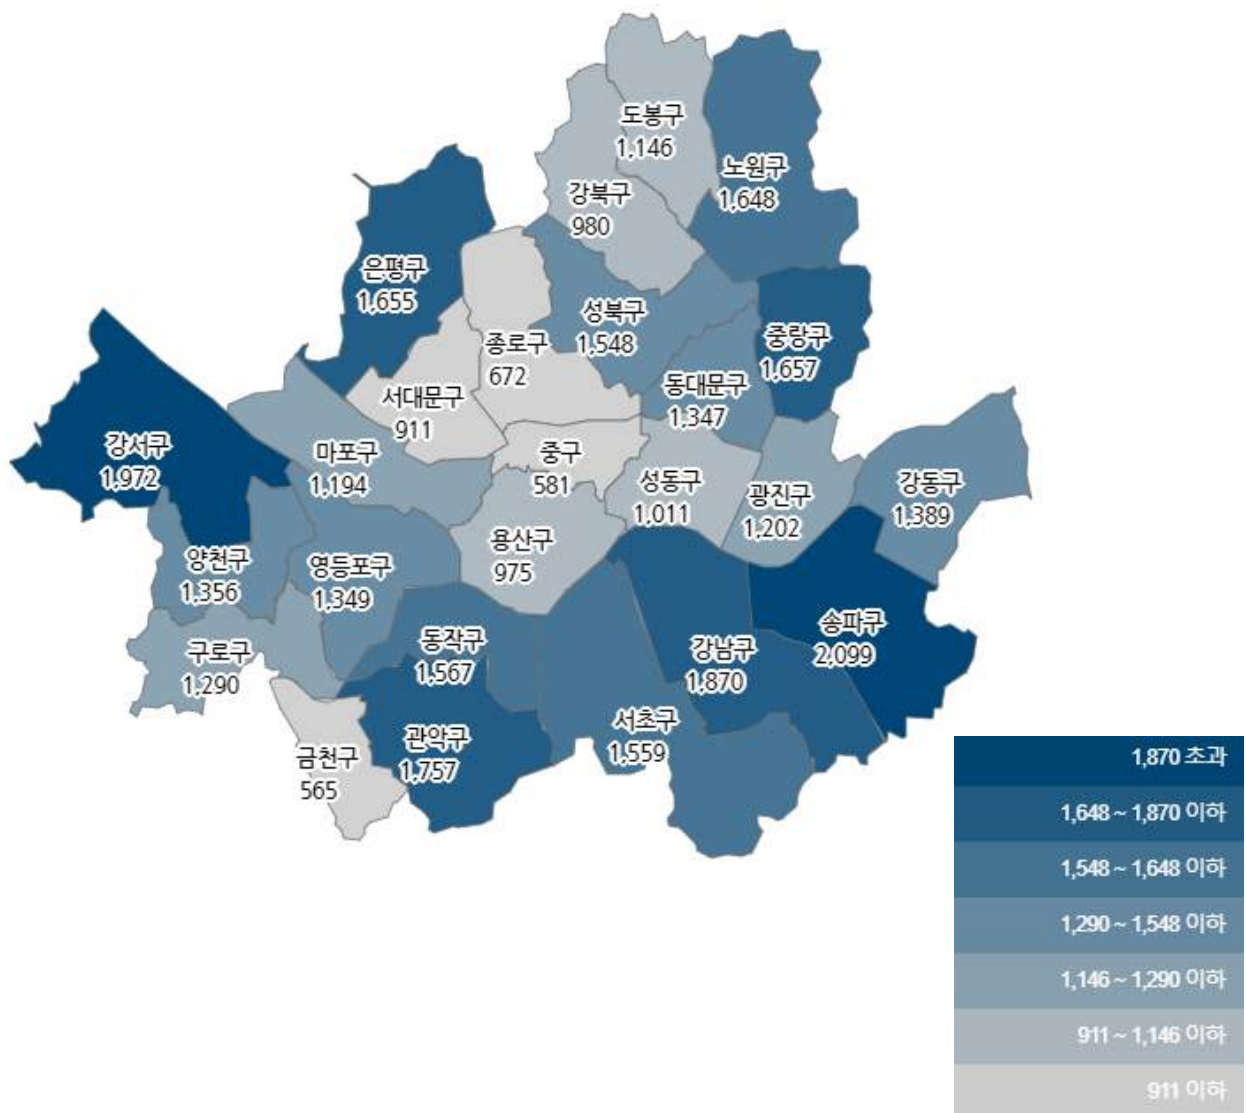 도봉구
1,146
노원구
1,648
강북구
980
은평구
1,655
성북구
1,548
중랑구
1,657
종로구
672
동대문구
1,347
서대문구
911
강서구
1,972
마포구
1,194
중구
581
성동구
1,011
광진구
1,202
강동구
1,389
양천구
1,356
영등포구
1,349
용산구
975
구로구
1,290
동작구
1,567
강남구
1,870
송파구
2,099
금천구
565
관악구
1,757
서초구
1,559
1,870 초과
1,648 ~ 1,870 이하
1,548 ~ 1,648 이하
1,290 ~ 1,548 이하
1,146 ~ 1,290 이하
911 ~ 1,146 이하
911 이하